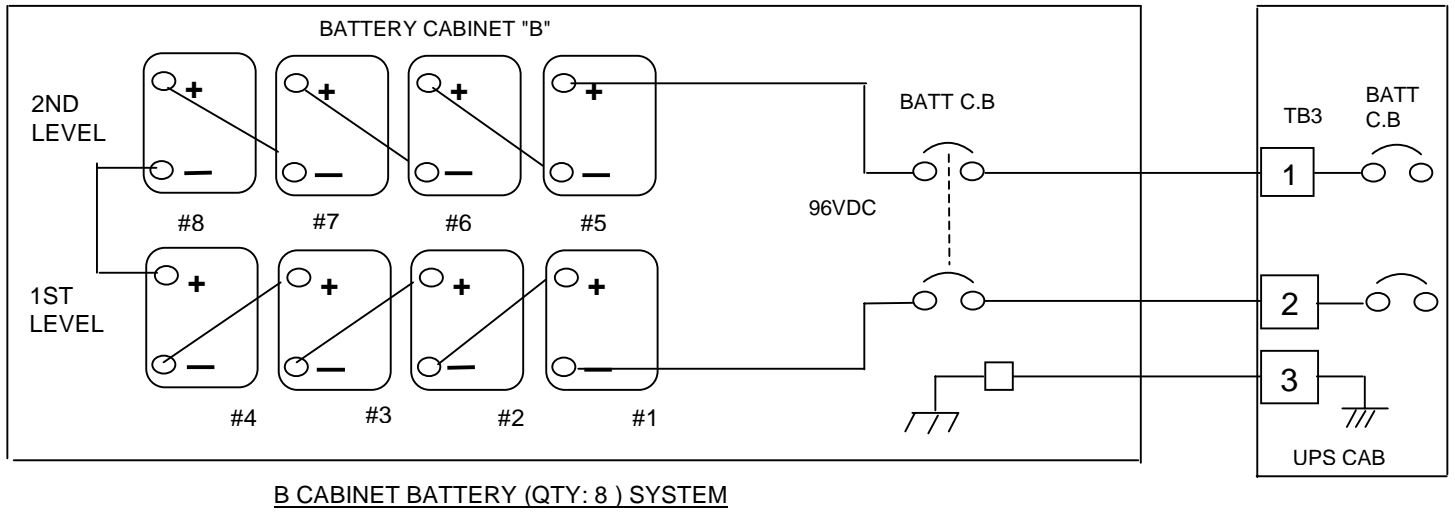 BATTERY CABINET "B"
2ND
LEVEL
+ + + +
— — — —
#8 #7 #6 #5
1ST
LEVEL
+ + + +
— — — —
#4 #3 #2 #1
BATT C.B
96VDC
TB3
BATT
C.B
1
2
3
UPS CAB
B CABINET BATTERY (QTY: 8 ) SYSTEM